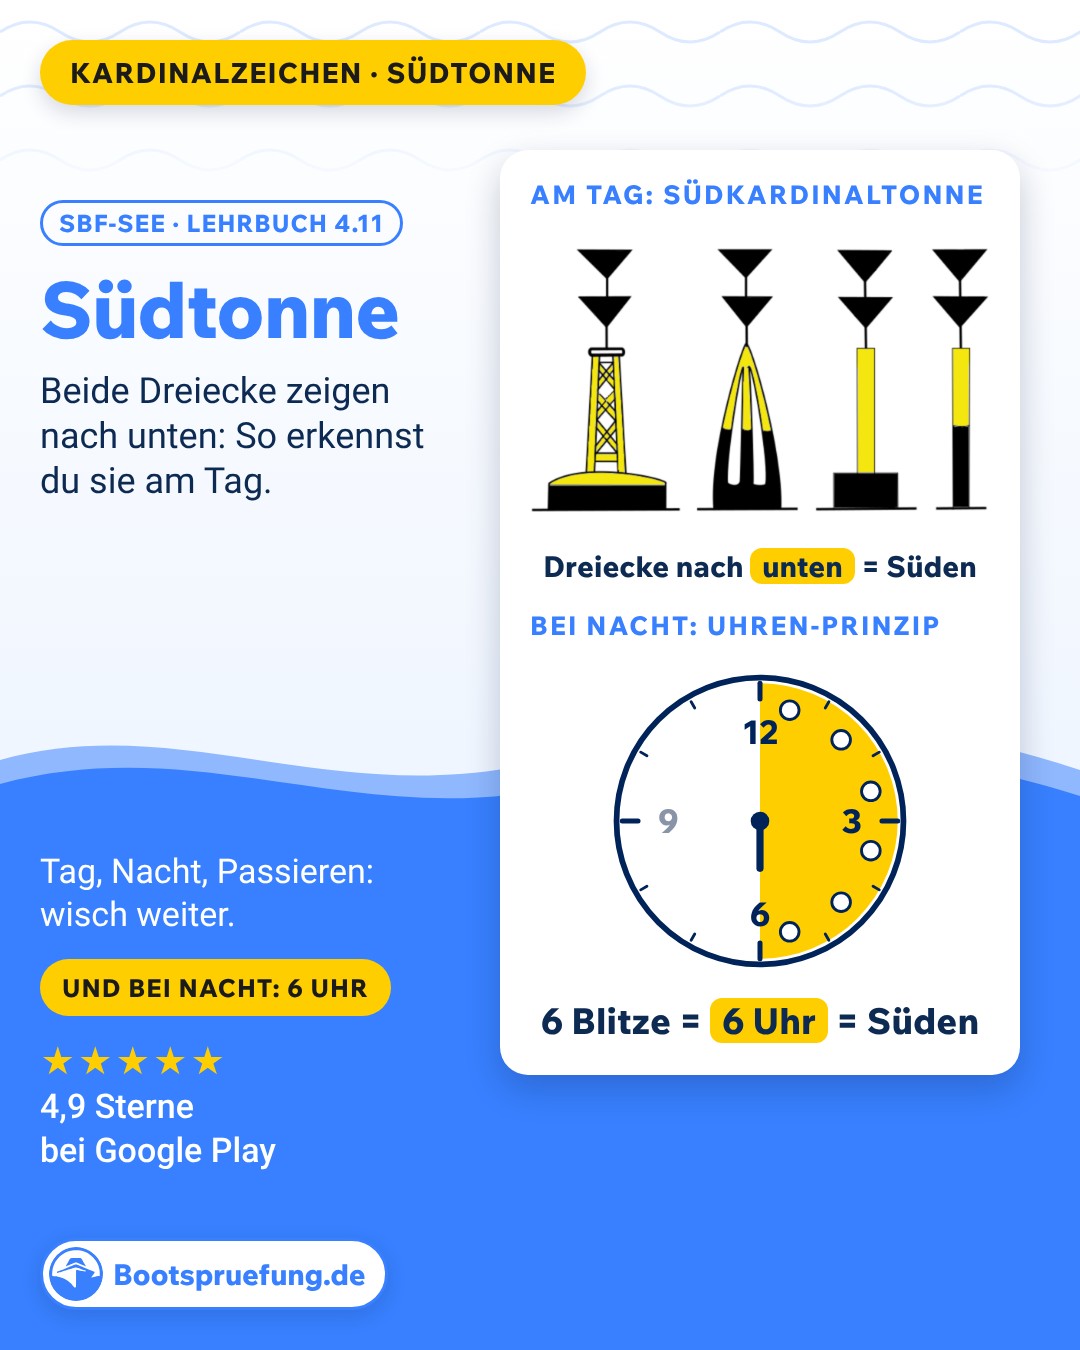 KARDINALZEICHEN · SÜDTONNE
SBF-SEE · LEHRBUCH 4.11
Südtonne
Beide Dreiecke zeigen
nach unten: So erkennst
du sie am Tag.
AM TAG: SÜDKARDINALTONNE
Dreiecke nach unten = Süden
BEI NACHT: UHREN-PRINZIP
12
9
3
6
6 Blitze = 6 Uhr = Süden
Tag, Nacht, Passieren:
wisch weiter.
UND BEI NACHT: 6 UHR
★★★★★
4,9 Sterne
bei Google Play
Bootspruefung.de